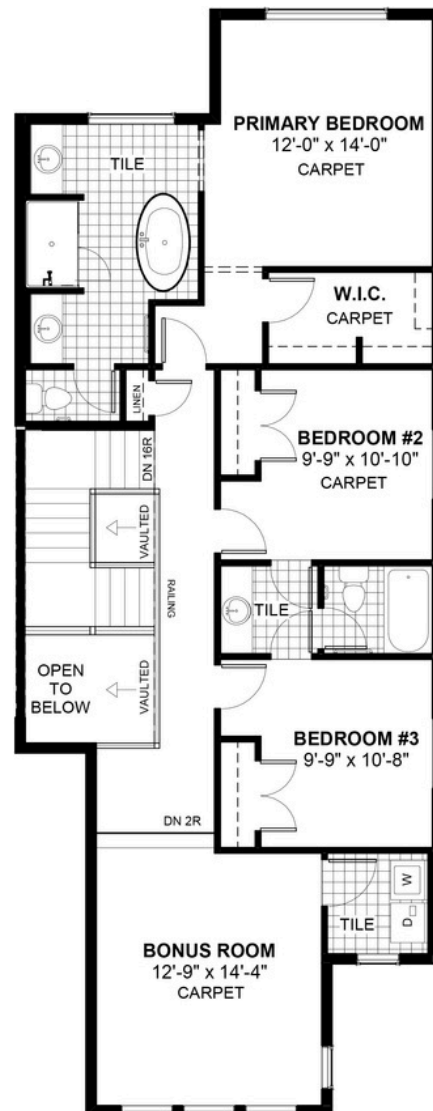 PRIMARY BEDROOM
12'-0" x 14'-0"
CARPET
TILE
W.I.C.
CARPET
LINEN
BEDROOM #2
9'-9" x 10'-10"
CARPET
DN 16R
VAULTED
RAILING
TILE
OPEN
TO
BELOW
VAULTED
BEDROOM #3
9'-9" x 10'-8"
DN 2R
W
D
TILE
BONUS ROOM
12'-9" x 14'-4"
CARPET